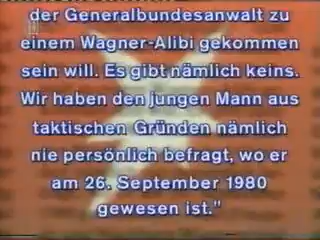 der Generalbundesanwalt zu
einem Wagner-Alibi gekommen
sein will. Es gibt nämlich keins.
Wir haben den jungen Mann aus
taktischen Gründen nämlich
nie persönlich befragt, wo er
am 26. September 1980
gewesen ist."